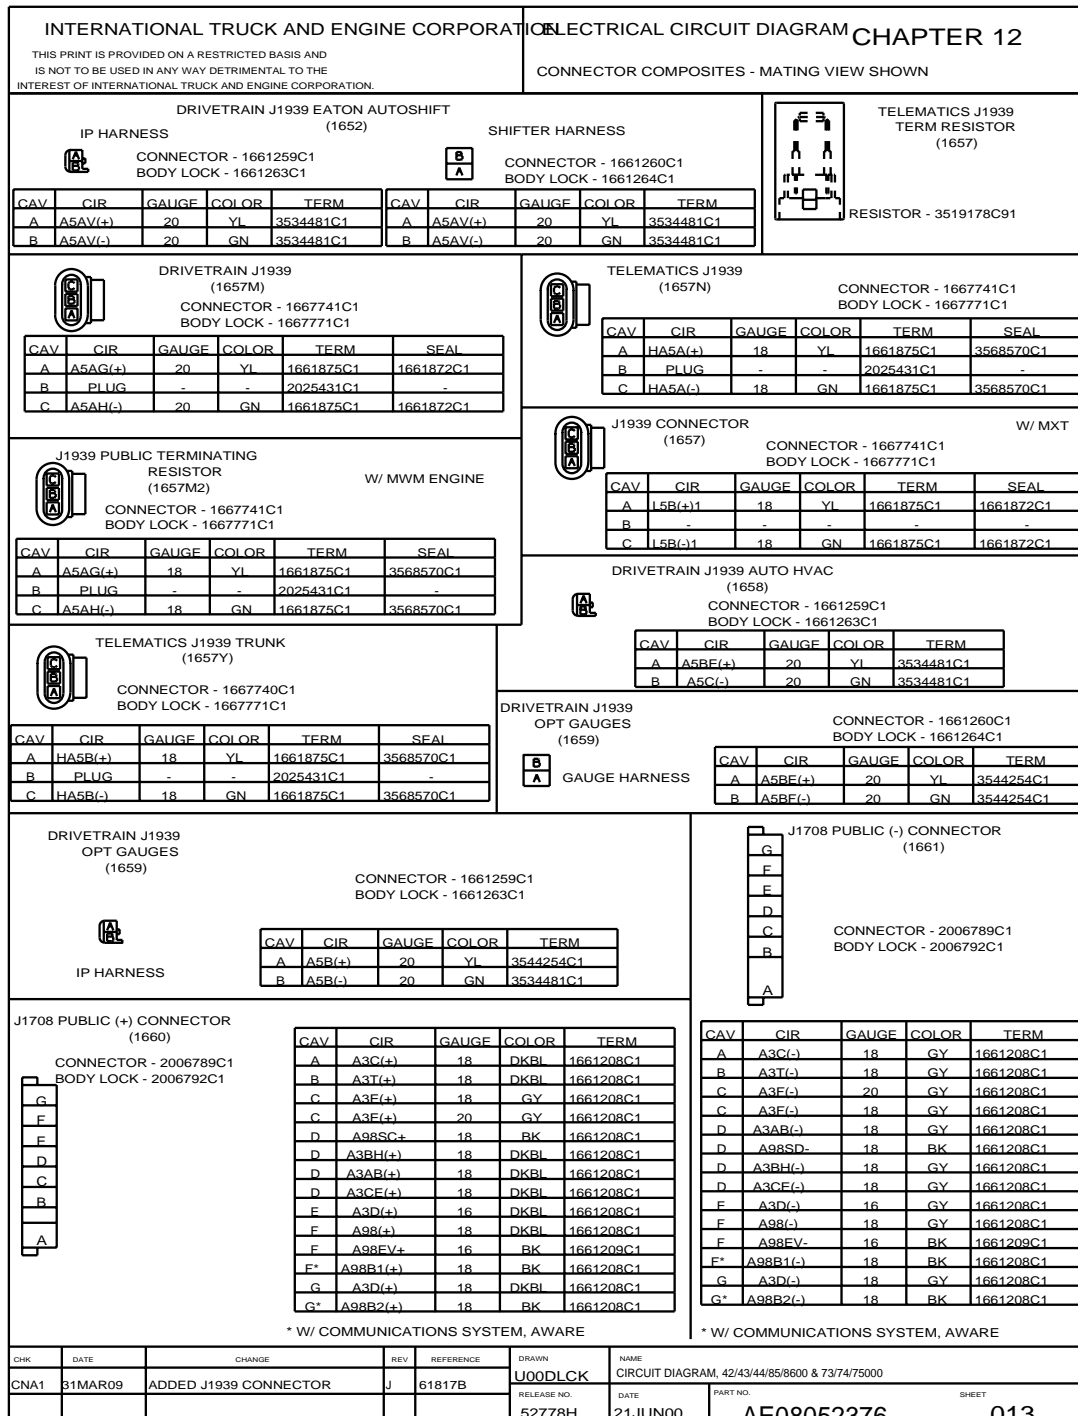 INTERNATIONAL TRUCK AND ENGINE CORPORATION
ELECTRICAL CIRCUIT DIAGRAM
CHAPTER 12
THIS PRINT IS PROVIDED ON A RESTRICTED BASIS AND
IS NOT TO BE USED IN ANY WAY DETRIMENTAL TO THE
INTEREST OF INTERNATIONAL TRUCK AND ENGINE CORPORATION.
CONNECTOR COMPOSITES - MATING VIEW SHOWN
DRIVETRAIN J1939 EATON AUTOSHIFT
(1652)
IP HARNESS
A
B
CONNECTOR - 1661259C1
BODY LOCK - 1661263C1
CAV CIR GAUGE COLOR TERM
A A5AV(+) 20 YL 3534481C1
B A5AV(-) 20 GN 3534481C1
SHIFTER HARNESS
B
A
CONNECTOR - 1661260C1
BODY LOCK - 1661264C1
CAV CIR GAUGE COLOR TERM
A A5AV(+) 20 YL 3534481C1
B A5AV(-) 20 GN 3534481C1
TELEMATICS J1939
TERM RESISTOR
(1657)
RESISTOR - 3519178C91
DRIVETRAIN J1939
(1657M)
C
B
A
CONNECTOR - 1667741C1
BODY LOCK - 1667771C1
CAV CIR GAUGE COLOR TERM SEAL
A A5AG(+) 20 YL 1661875C1 1661872C1
B PLUG - - 2025431C1 -
C A5AH(-) 20 GN 1661875C1 1661872C1
TELEMATICS J1939
(1657N)
C
B
A
CONNECTOR - 1667741C1
BODY LOCK - 1667771C1
CAV CIR GAUGE COLOR TERM SEAL
A HA5A(+) 18 YL 1661875C1 3568570C1
B PLUG - - 2025431C1 -
C HA5A(-) 18 GN 1661875C1 3568570C1
J1939 PUBLIC TERMINATING
RESISTOR
(1657M2)
W/ MWM ENGINE
C
B
A
CONNECTOR - 1667741C1
BODY LOCK - 1667771C1
CAV CIR GAUGE COLOR TERM SEAL
A A5AG(+) 18 YL 1661875C1 3568570C1
B PLUG - - 2025431C1 -
C A5AH(-) 18 GN 1661875C1 3568570C1
J1939 CONNECTOR
(1657)
W/ MXT
C
B
A
CONNECTOR - 1667741C1
BODY LOCK - 1667771C1
CAV CIR GAUGE COLOR TERM SEAL
A L5B(+)1 18 YL 1661875C1 1661872C1
B - - - - -
C L5B(-)1 18 GN 1661875C1 1661872C1
DRIVETRAIN J1939 AUTO HVAC
(1658)
A
B
CONNECTOR - 1661259C1
BODY LOCK - 1661263C1
CAV CIR GAUGE COLOR TERM
A A5BE(+) 20 YL 3534481C1
B A5C(-) 20 GN 3534481C1
TELEMATICS J1939 TRUNK
(1657Y)
C
B
A
CONNECTOR - 1667740C1
BODY LOCK - 1667771C1
CAV CIR GAUGE COLOR TERM SEAL
A HA5B(+) 18 YL 1661875C1 3568570C1
B PLUG - - 2025431C1 -
C HA5B(-) 18 GN 1661875C1 3568570C1
DRIVETRAIN J1939
OPT GAUGES
(1659)
B
A
GAUGE HARNESS
CONNECTOR - 1661260C1
BODY LOCK - 1661264C1
CAV CIR GAUGE COLOR TERM
A A5BE(+) 20 YL 3544254C1
B A5BF(-) 20 GN 3544254C1
DRIVETRAIN J1939
OPT GAUGES
(1659)
A
B
IP HARNESS
CONNECTOR - 1661259C1
BODY LOCK - 1661263C1
CAV CIR GAUGE COLOR TERM
A A5B(+) 20 YL 3544254C1
B A5B(-) 20 GN 3534481C1
J1708 PUBLIC (-) CONNECTOR
(1661)
G
F
E
D
C
B
A
CONNECTOR - 2006789C1
BODY LOCK - 2006792C1
CAV CIR GAUGE COLOR TERM
A A3C(-) 18 GY 1661208C1
B A3T(-) 18 GY 1661208C1
C A3F(-) 20 GY 1661208C1
C A3F(-) 18 GY 1661208C1
D A3AB(-) 18 GY 1661208C1
D A98SD- 18 BK 1661208C1
D A3BH(-) 18 GY 1661208C1
D A3CF(-) 18 GY 1661208C1
E A3D(-) 16 GY 1661208C1
F A98(-) 18 GY 1661208C1
F A98EV- 16 BK 1661209C1
F* A98B1(-) 18 BK 1661208C1
G A3D(-) 18 GY 1661208C1
G* A98B2(-) 18 BK 1661208C1
* W/ COMMUNICATIONS SYSTEM, AWARE
J1708 PUBLIC (+) CONNECTOR
(1660)
CONNECTOR - 2006789C1
BODY LOCK - 2006792C1
G
F
E
D
C
B
A
CAV CIR GAUGE COLOR TERM
A A3C(+) 18 DKBL 1661208C1
B A3T(+) 18 DKBL 1661208C1
C A3E(+) 18 GY 1661208C1
C A3E(+) 20 GY 1661208C1
D A98SC+ 18 BK 1661208C1
D A3BH(+) 18 DKBL 1661208C1
D A3AB(+) 18 DKBL 1661208C1
D A3CE(+) 18 DKBL 1661208C1
E A3D(+) 16 DKBL 1661208C1
F A98(+) 18 DKBL 1661208C1
F A98EV+ 16 BK 1661209C1
F* A98B1(+) 18 BK 1661208C1
G A3D(+) 18 DKBL 1661208C1
G* A98B2(+) 18 BK 1661208C1
* W/ COMMUNICATIONS SYSTEM, AWARE
CHK DATE CHANGE REV REFERENCE
CNA1 31MAR09 ADDED J1939 CONNECTOR J 61817B
DRAWN
U00DLCK
NAME
CIRCUIT DIAGRAM, 42/43/44/85/8600 & 73/74/75000
RELEASE NO.
52778H
DATE
21JUN00
PART NO.
AE08052376
SHEET
013